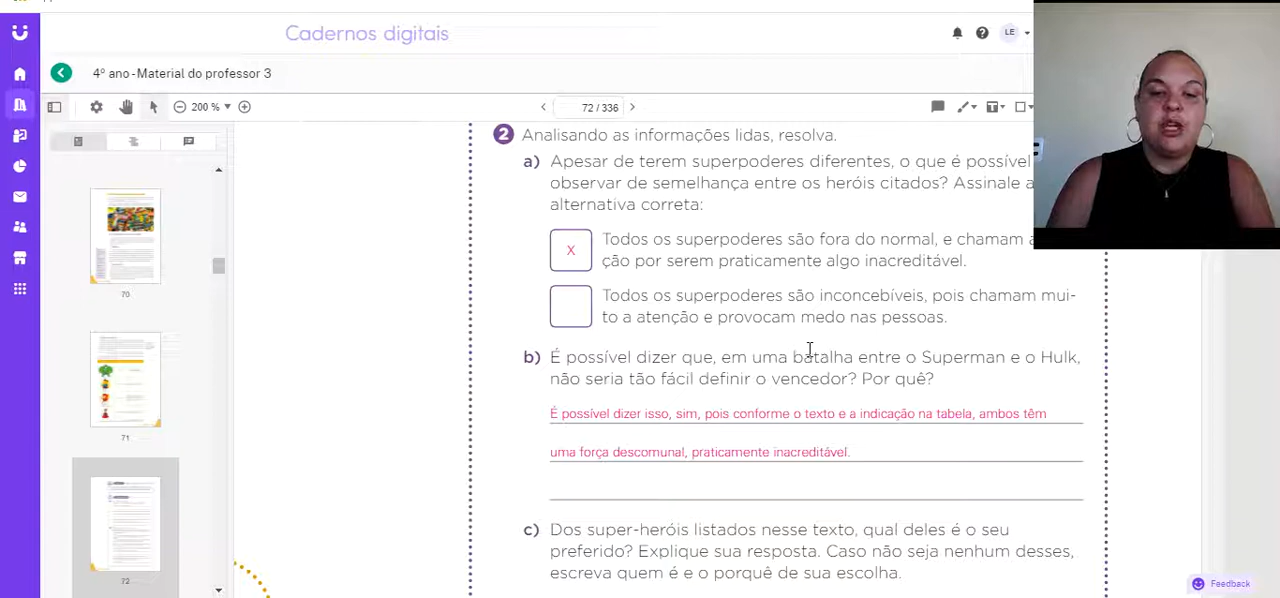 Cadernos digitais
LE
4º ano - Material do professor 3
200 %
72 / 336
2 Analisando as informações lidas, resolva.
a) Apesar de terem superpoderes diferentes, o que é possível
observar de semelhança entre os heróis citados? Assinale a
alternativa correta:
X Todos os superpoderes são fora do normal, e chamam a
ção por serem praticamente algo inacreditável.
Todos os superpoderes são inconcebíveis, pois chamam mui-
to a atenção e provocam medo nas pessoas.
b) É possível dizer que, em uma batalha entre o Superman e o Hulk,
não seria tão fácil definir o vencedor? Por quê?
É possível dizer isso, sim, pois conforme o texto e a indicação na tabela, ambos têm
uma força descomunal, praticamente inacreditável.
c) Dos super-heróis listados nesse texto, qual deles é o seu
preferido? Explique sua resposta. Caso não seja nenhum desses,
escreva quem é e o porquê de sua escolha.
70
71
72
Feedback